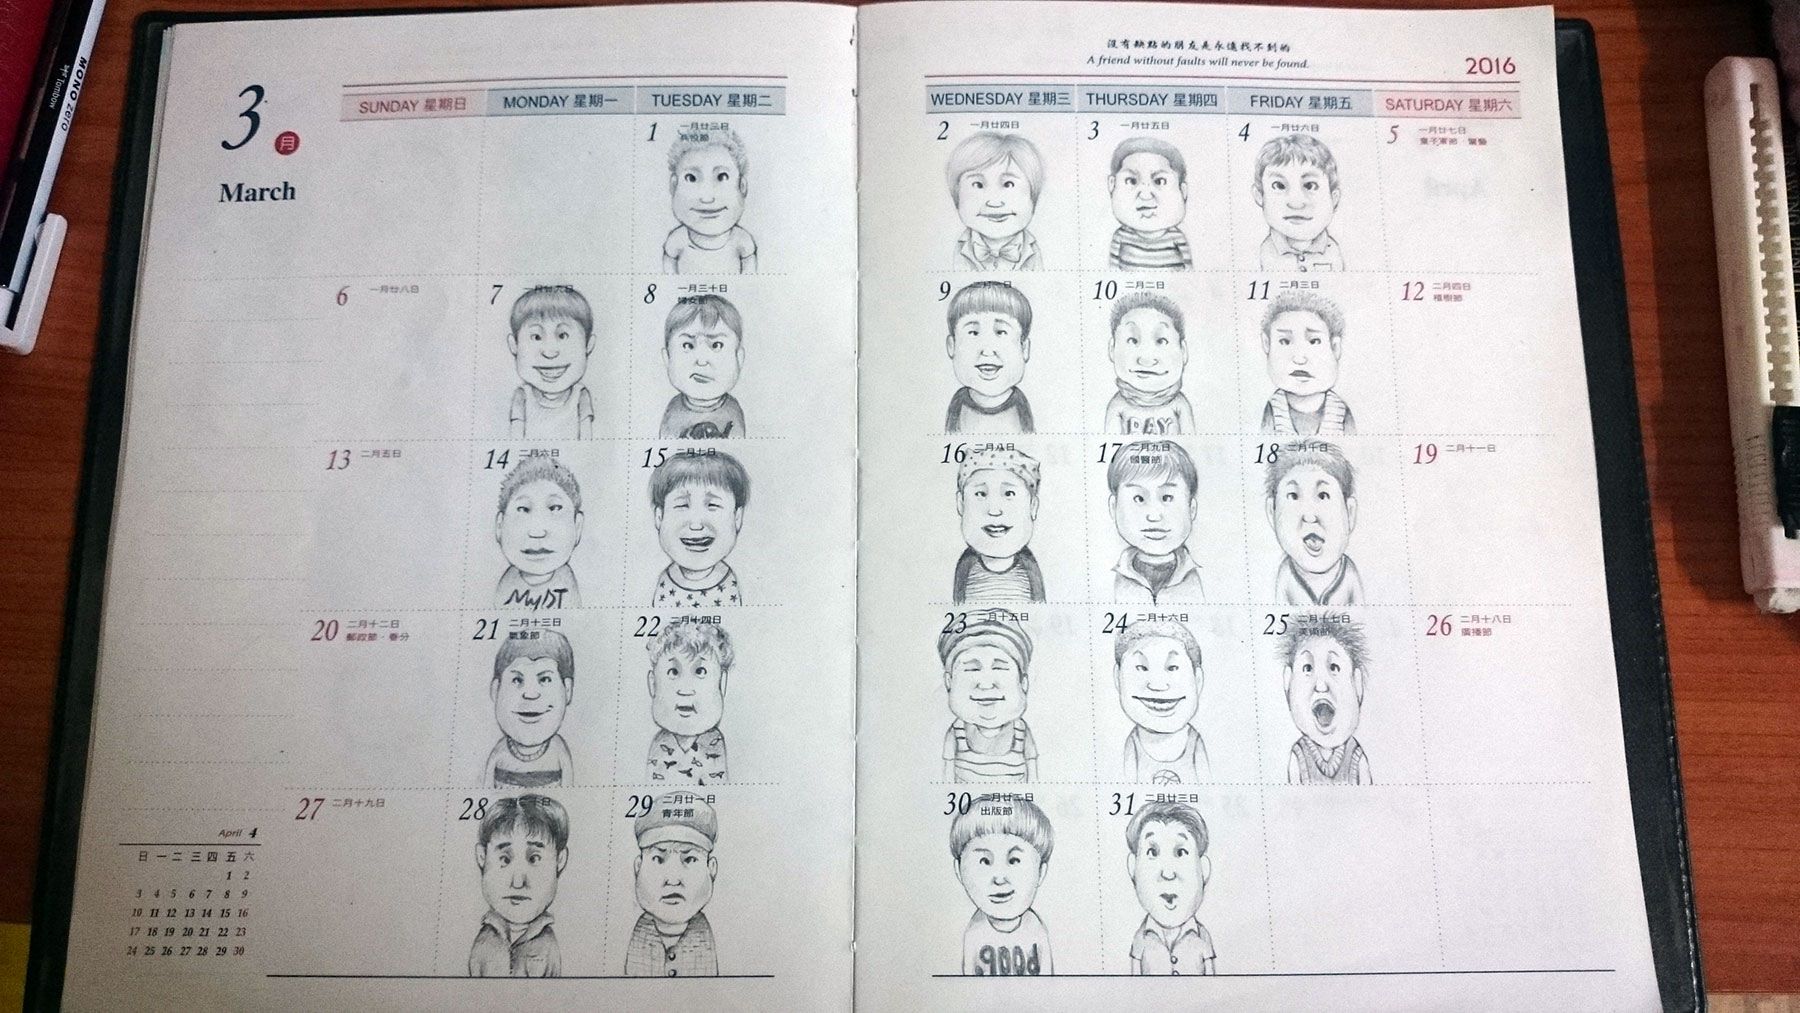 MONO zero
Tombow
3
月
March
沒有缺點的朋友是永遠找不到的
A friend without faults will never be found.
2016
SUNDAY 星期日
MONDAY 星期一
TUESDAY 星期二
WEDNESDAY 星期三
THURSDAY 星期四
FRIDAY 星期五
SATURDAY 星期六
1 一月廿三日
2 一月廿四日
3 一月廿五日
4 一月廿六日
5 一月廿七日
童子軍節‧驚蟄
6 一月廿八日
7 一月廿九日
8 一月三十日
婦女節
9
10 二月二日
11 二月三日
12 二月四日
植樹節
DAY
13 二月五日
14 二月六日
15 二月七日
16 二月八日
17 二月九日
國醫節
18 二月十日
19 二月十一日
MyDT
20 二月十二日
郵政節‧春分
21 二月十三日
氣象節
22 二月十四日
23 二月十五日
24 二月十六日
25 二月十七日
美術節
26 二月十八日
廣播節
27 二月十九日
28 二月二十日
29 二月廿一日
青年節
30 二月廿二日
出版節
31 二月廿三日
April 4
日 一 二 三 四 五 六
1 2
3 4 5 6 7 8 9
10 11 12 13 14 15 16
17 18 19 20 21 22 23
24 25 26 27 28 29 30